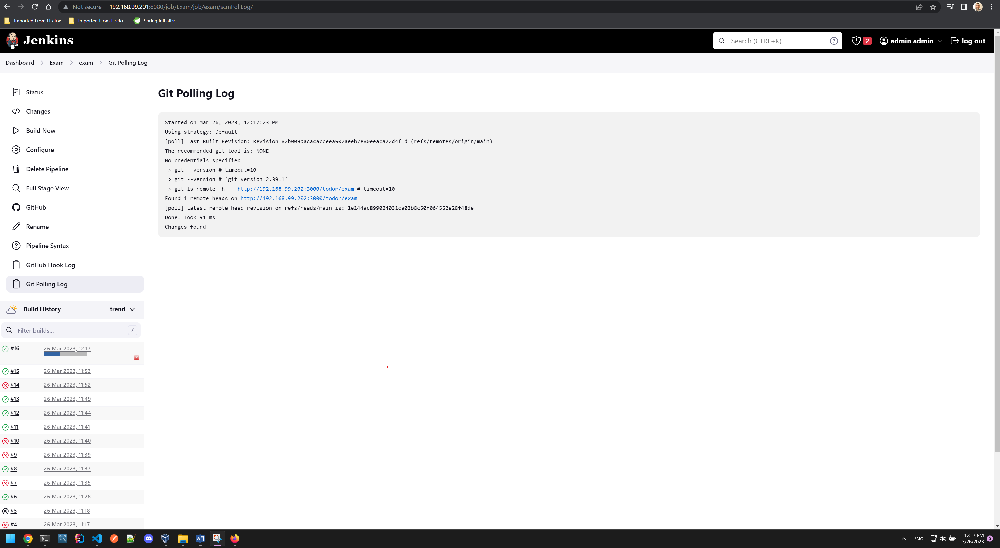 Not secure | 192.168.99.201:8080/job/Exam/job/exam/scmPollLog/
Imported From Firefox Imported From Firefo... Spring Initializr
Jenkins Search (CTRL+K) ? 2 admin admin log out
Dashboard > Exam > exam > Git Polling Log
Status
Changes
Build Now
Configure
Delete Pipeline
Full Stage View
GitHub
Rename
Pipeline Syntax
GitHub Hook Log
Git Polling Log
Git Polling Log
Started on Mar 26, 2023, 12:17:23 PM
Using strategy: Default
[poll] Last Built Revision: Revision 82b009dacacacceea507aeeb7e80eeaca22d4f1d (refs/remotes/origin/main)
The recommended git tool is: NONE
No credentials specified
> git --version # timeout=10
> git --version # 'git version 2.39.1'
> git ls-remote -h -- http://192.168.99.202:3000/todor/exam # timeout=10
Found 1 remote heads on http://192.168.99.202:3000/todor/exam
[poll] Latest remote head revision on refs/heads/main is: 1e144ac899024031ca03b8c50f064552e28f48de
Done. Took 91 ms
Changes found
Build History trend
Filter builds... /
#16 26 Mar 2023, 12:17
#15 26 Mar 2023, 11:53
#14 26 Mar 2023, 11:52
#13 26 Mar 2023, 11:49
#12 26 Mar 2023, 11:44
#11 26 Mar 2023, 11:41
#10 26 Mar 2023, 11:40
#9 26 Mar 2023, 11:39
#8 26 Mar 2023, 11:37
#7 26 Mar 2023, 11:35
#6 26 Mar 2023, 11:28
#5 26 Mar 2023, 11:18
#4 26 Mar 2023, 11:17
ENG 12:17 PM 5
3/26/2023